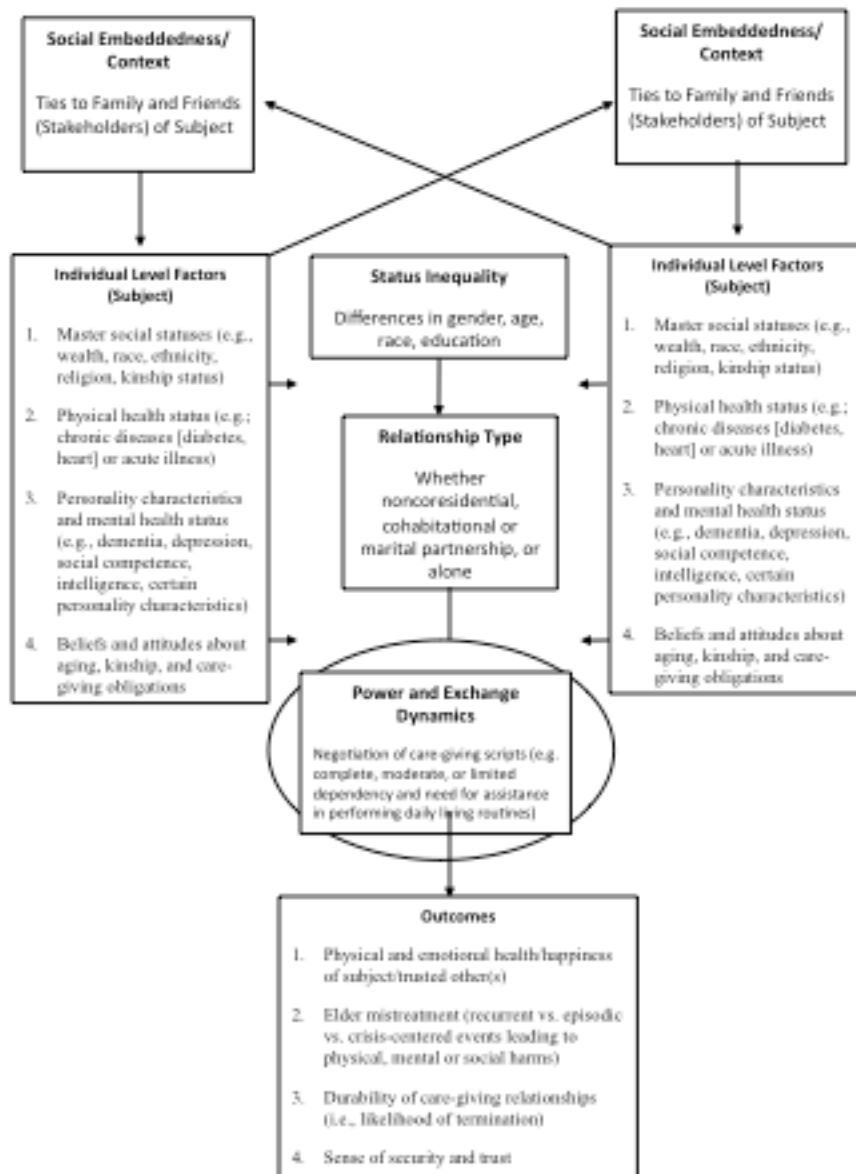 Social Embeddedness/
Context
Ties to Family and Friends
(Stakeholders) of Subject
Social Embeddedness/
Context
Ties to Family and Friends
(Stakeholders) of Subject
Individual Level Factors
(Subject)
1. Master social statuses (e.g.,
wealth, race, ethnicity,
religion, kinship status)
2. Physical health status (e.g.;
chronic diseases [diabetes,
heart] or acute illness)
3. Personality characteristics
and mental health status
(e.g., dementia, depression,
social competence,
intelligence, certain
personality characteristics)
4. Beliefs and attitudes about
aging, kinship, and care-
giving obligations
Status Inequality
Differences in gender, age,
race, education
Relationship Type
Whether
noncoresidential,
cohabitational or
marital partnership, or
alone
Individual Level Factors
(Subject)
1. Master social statuses (e.g.,
wealth, race, ethnicity,
religion, kinship status)
2. Physical health status (e.g.;
chronic diseases [diabetes,
heart] or acute illness)
3. Personality characteristics
and mental health status
(e.g., dementia, depression,
social competence,
intelligence, certain
personality characteristics)
4. Beliefs and attitudes about
aging, kinship, and care-
giving obligations
Power and Exchange
Dynamics
Negotiation of care-giving scripts (e.g.
complete, moderate, or limited
dependency and need for assistance
in performing daily living routines)
Outcomes
1. Physical and emotional health/happiness
of subject/trusted other(s)
2. Elder mistreatment (recurrent vs. episodic
vs. crisis-centered events leading to
physical, mental or social harms)
3. Durability of care-giving relationships
(i.e., likelihood of termination)
4. Sense of security and trust